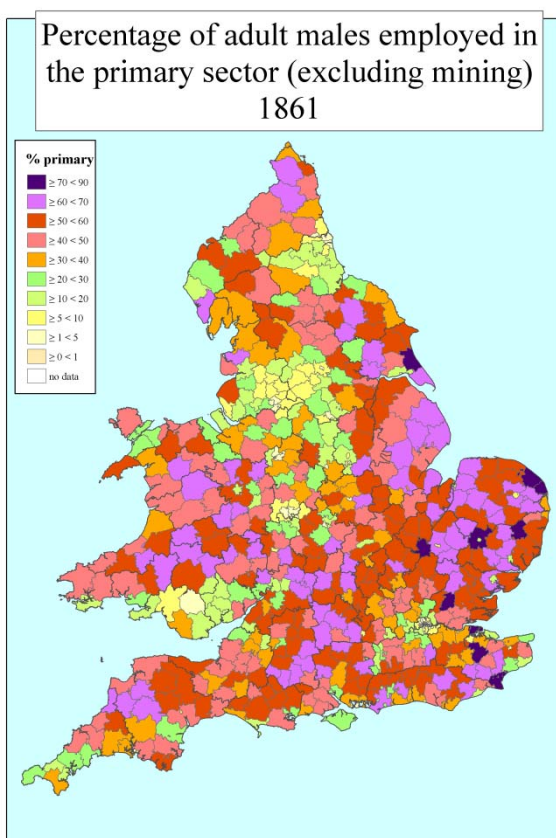 Percentage of adult males employed in
the primary sector (excluding mining)
1861
% primary
≥ 70 < 90
≥ 60 < 70
≥ 50 < 60
≥ 40 < 50
≥ 30 < 40
≥ 20 < 30
≥ 10 < 20
≥ 5 < 10
≥ 1 < 5
≥ 0 < 1
no data